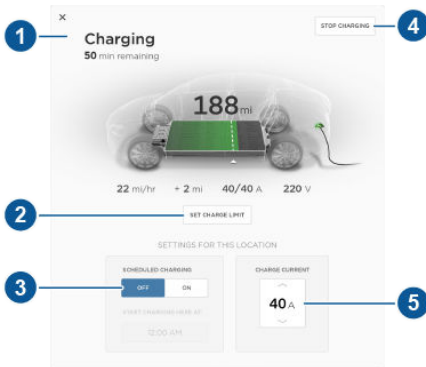 ×
STOP CHARGING
4
1
Charging
50 min remaining
188 mi
22 mi/hr + 2 mi 40/40 A 220 V
2
SET CHARGE LIMIT
SETTINGS FOR THIS LOCATION
SCHEDULED CHARGING
CHARGE CURRENT
3
OFF ON
40 A
5
START CHARGING HERE AT
12:00 AM